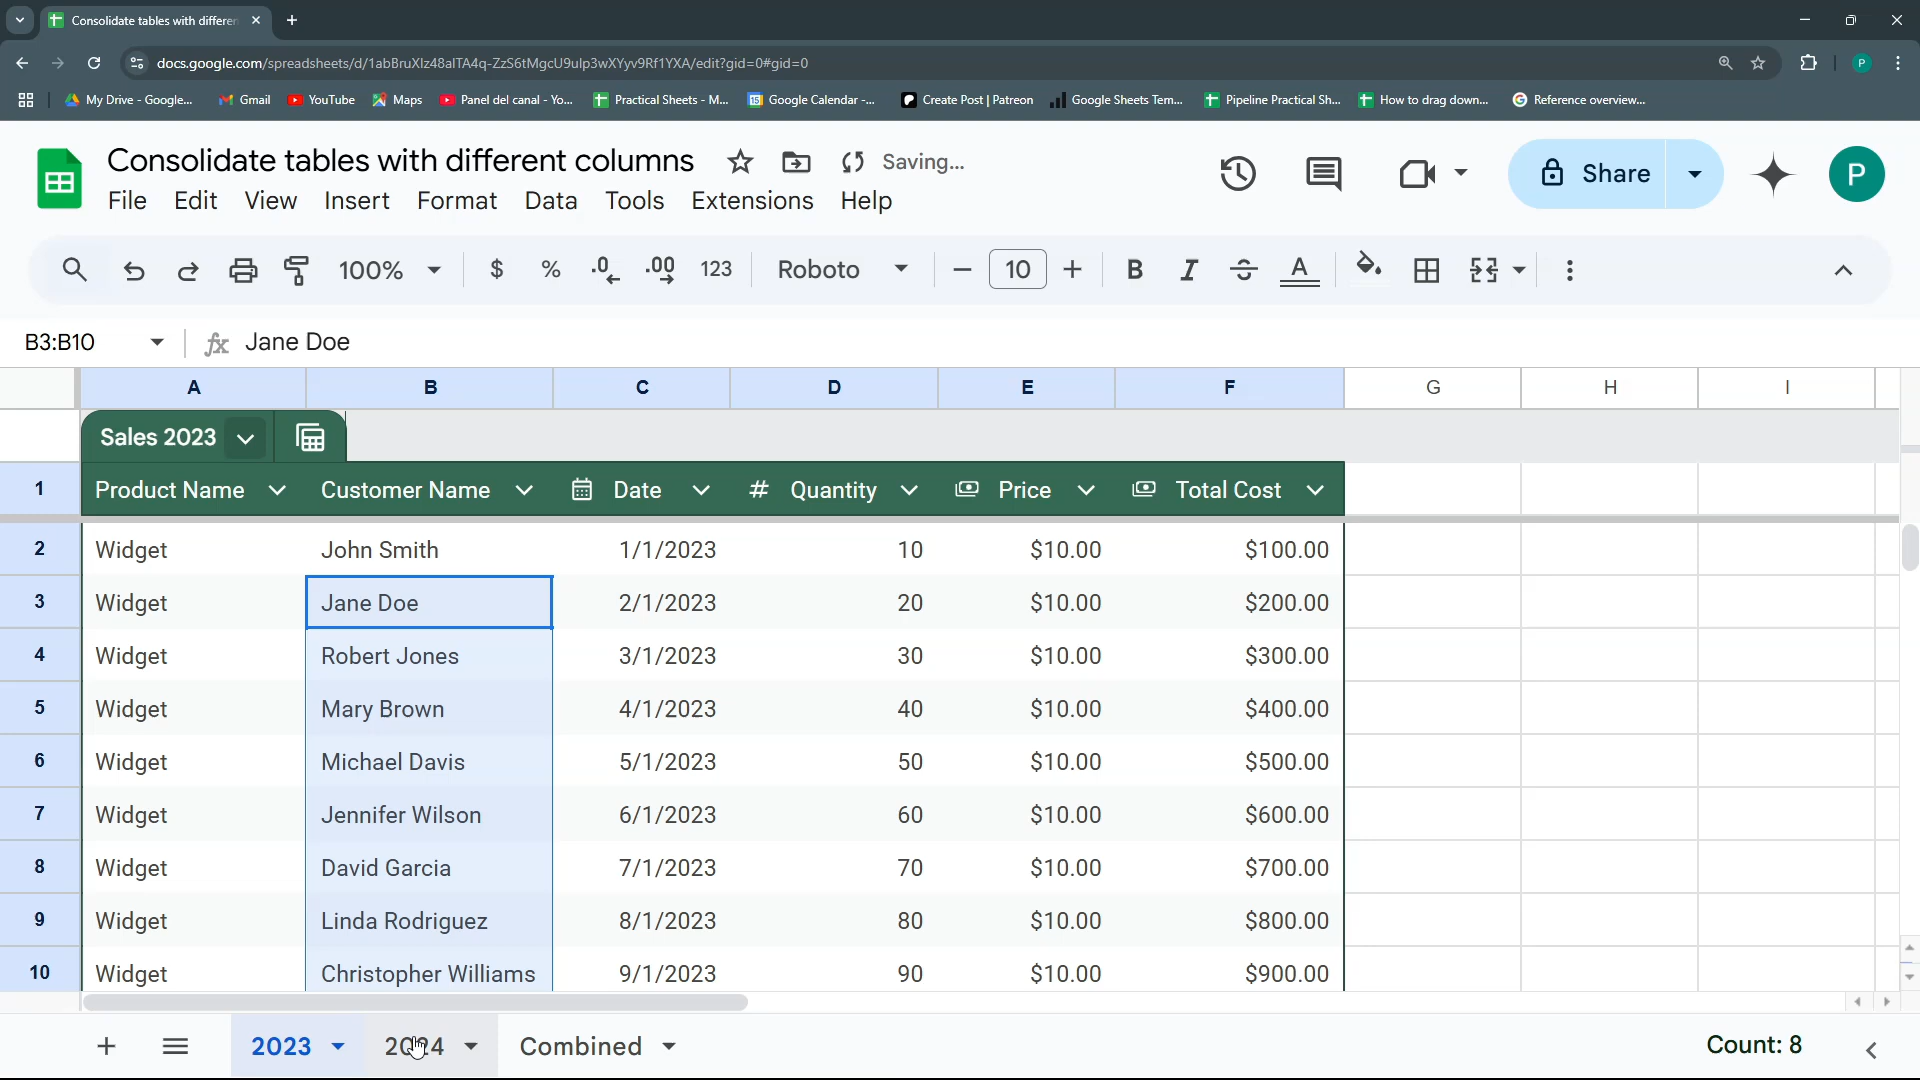 Consolidate tables with differen
docs.google.com/spreadsheets/d/1abBruXlz48alTA4q-ZzS6tMgcU9ulp3wXYyv9Rf1YXA/edit?gid=0#gid=0
P
My Drive - Google... Gmail YouTube Maps Panel del canal - Yo... Practical Sheets - M... Google Calendar -... Create Post | Patreon Google Sheets Tem... Pipeline Practical Sh... How to drag down... Reference overview...
Consolidate tables with different columns Saving...
Share P
File Edit View Insert Format Data Tools Extensions Help
100% $ % .0 .00 123 Roboto 10 B I S A
B3:B10 fx Jane Doe
A B C D E F G H I
Sales 2023
1 Product Name Customer Name Date # Quantity Price Total Cost
2 Widget John Smith 1/1/2023 10 $10.00 $100.00
3 Widget Jane Doe 2/1/2023 20 $10.00 $200.00
4 Widget Robert Jones 3/1/2023 30 $10.00 $300.00
5 Widget Mary Brown 4/1/2023 40 $10.00 $400.00
6 Widget Michael Davis 5/1/2023 50 $10.00 $500.00
7 Widget Jennifer Wilson 6/1/2023 60 $10.00 $600.00
8 Widget David Garcia 7/1/2023 70 $10.00 $700.00
9 Widget Linda Rodriguez 8/1/2023 80 $10.00 $800.00
10 Widget Christopher Williams 9/1/2023 90 $10.00 $900.00
2023 2024 Combined Count: 8